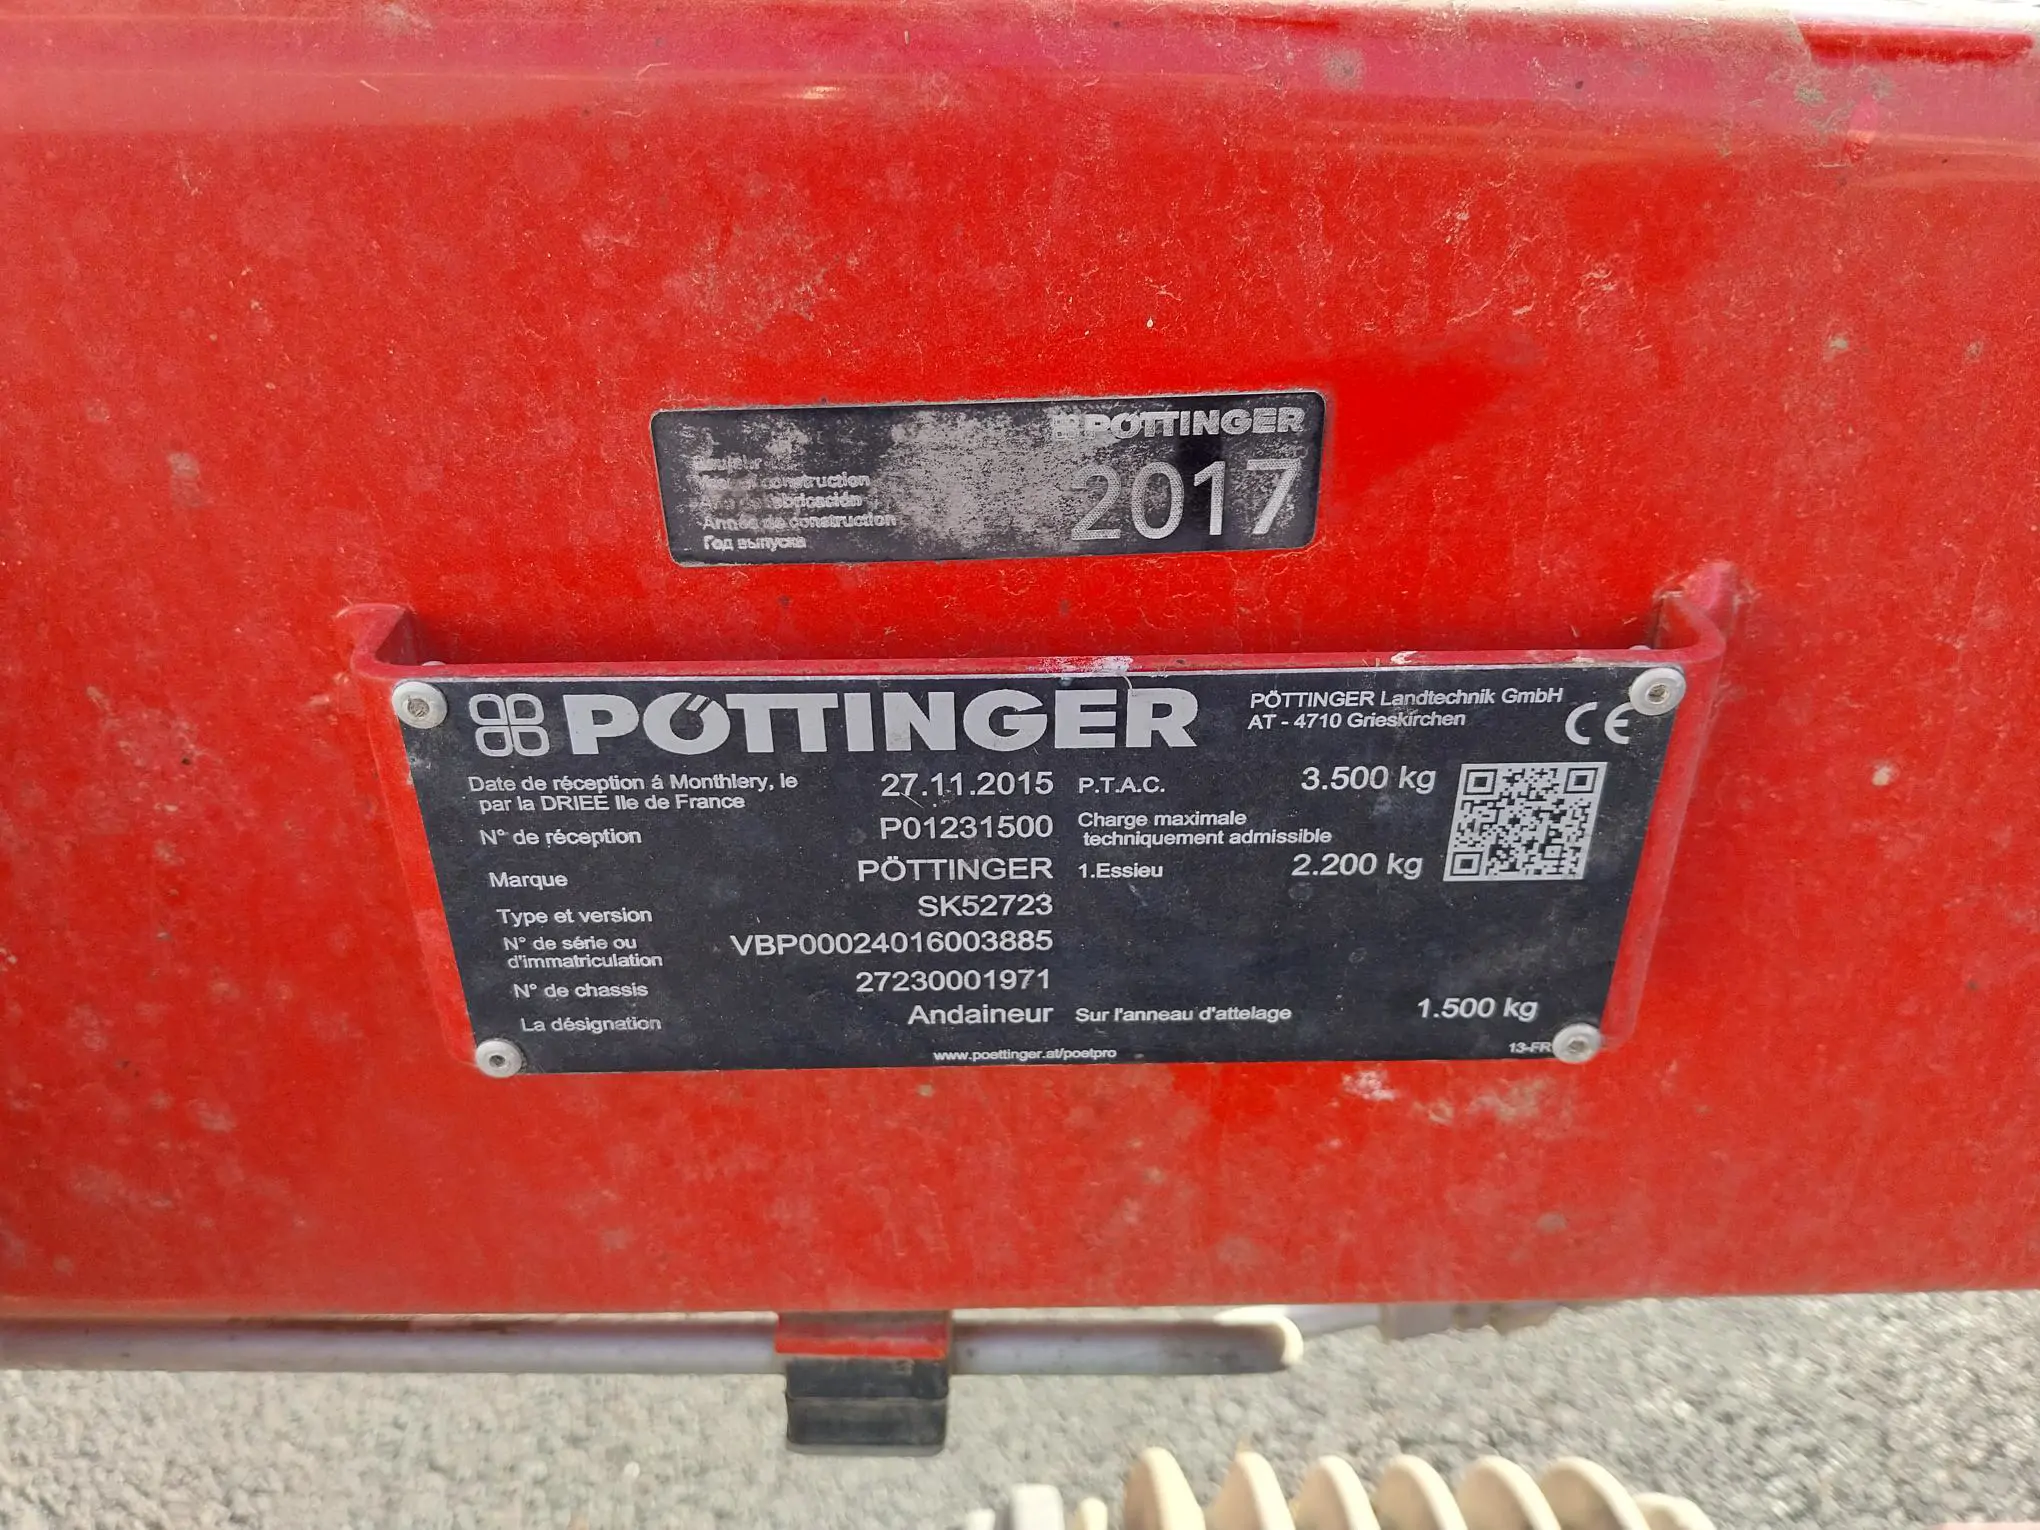 PÖTTINGER
Baujahr
Year of construction
Año de fabricación
Année de construction
Год выпуска
2017
PÖTTINGER
PÖTTINGER Landtechnik GmbH
AT - 4710 Grieskirchen
CE
Date de réception á Monthlery, le
par la DRIEE Ile de France
27.11.2015
N° de réception
P01231500
Marque
PÖTTINGER
Type et version
SK52723
N° de série ou
d'immatriculation
VBP00024016003885
N° de chassis
27230001971
La désignation
Andaineur
P.T.A.C.
3.500 kg
Charge maximale
techniquement admissible
1.Essieu
2.200 kg
Sur l'anneau d'attelage
1.500 kg
www.poettinger.at/poetpro
13-FR